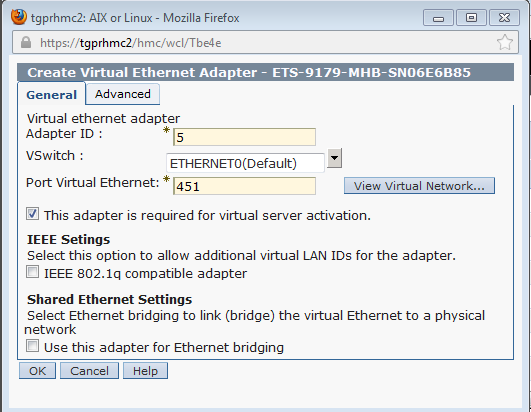 tgprhmc2: AIX or Linux - Mozilla Firefox
https://tgprhmc2/hmc/wcl/Tbe4e
Create Virtual Ethernet Adapter - ETS-9179-MHB-SN06E6B85
General Advanced
Virtual ethernet adapter
Adapter ID : * 5
VSwitch : ETHERNET0(Default)
Port Virtual Ethernet: * 451 View Virtual Network...
This adapter is required for virtual server activation.
IEEE Setings
Select this option to allow additional virtual LAN IDs for the adapter.
IEEE 802.1q compatible adapter
Shared Ethernet Settings
Select Ethernet bridging to link (bridge) the virtual Ethernet to a physical
network
Use this adapter for Ethernet bridging
OK Cancel Help